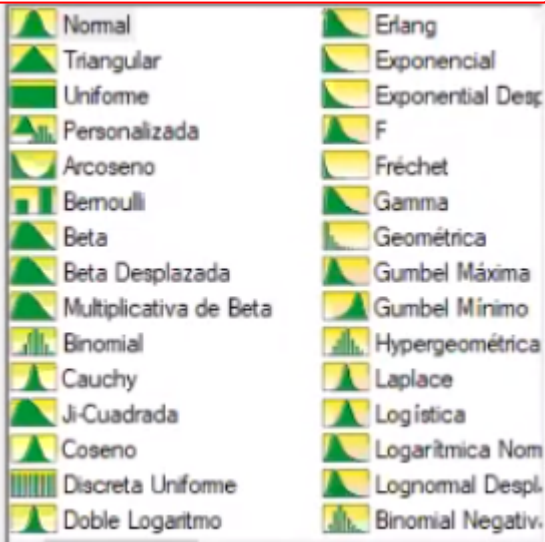 Normal
Triangular
Uniforme
Personalizada
Arcoseno
Bernoulli
Beta
Beta Desplazada
Multiplicativa de Beta
Binomial
Cauchy
Ji-Cuadrada
Coseno
Discreta Uniforme
Doble Logaritmo
Erlang
Exponencial
Exponential Desp
F
Fréchet
Gamma
Geométrica
Gumbel Máxima
Gumbel Mínimo
Hypergeométrica
Laplace
Logística
Logarítmica Nom
Lognormal Despl
Binomial Negativ